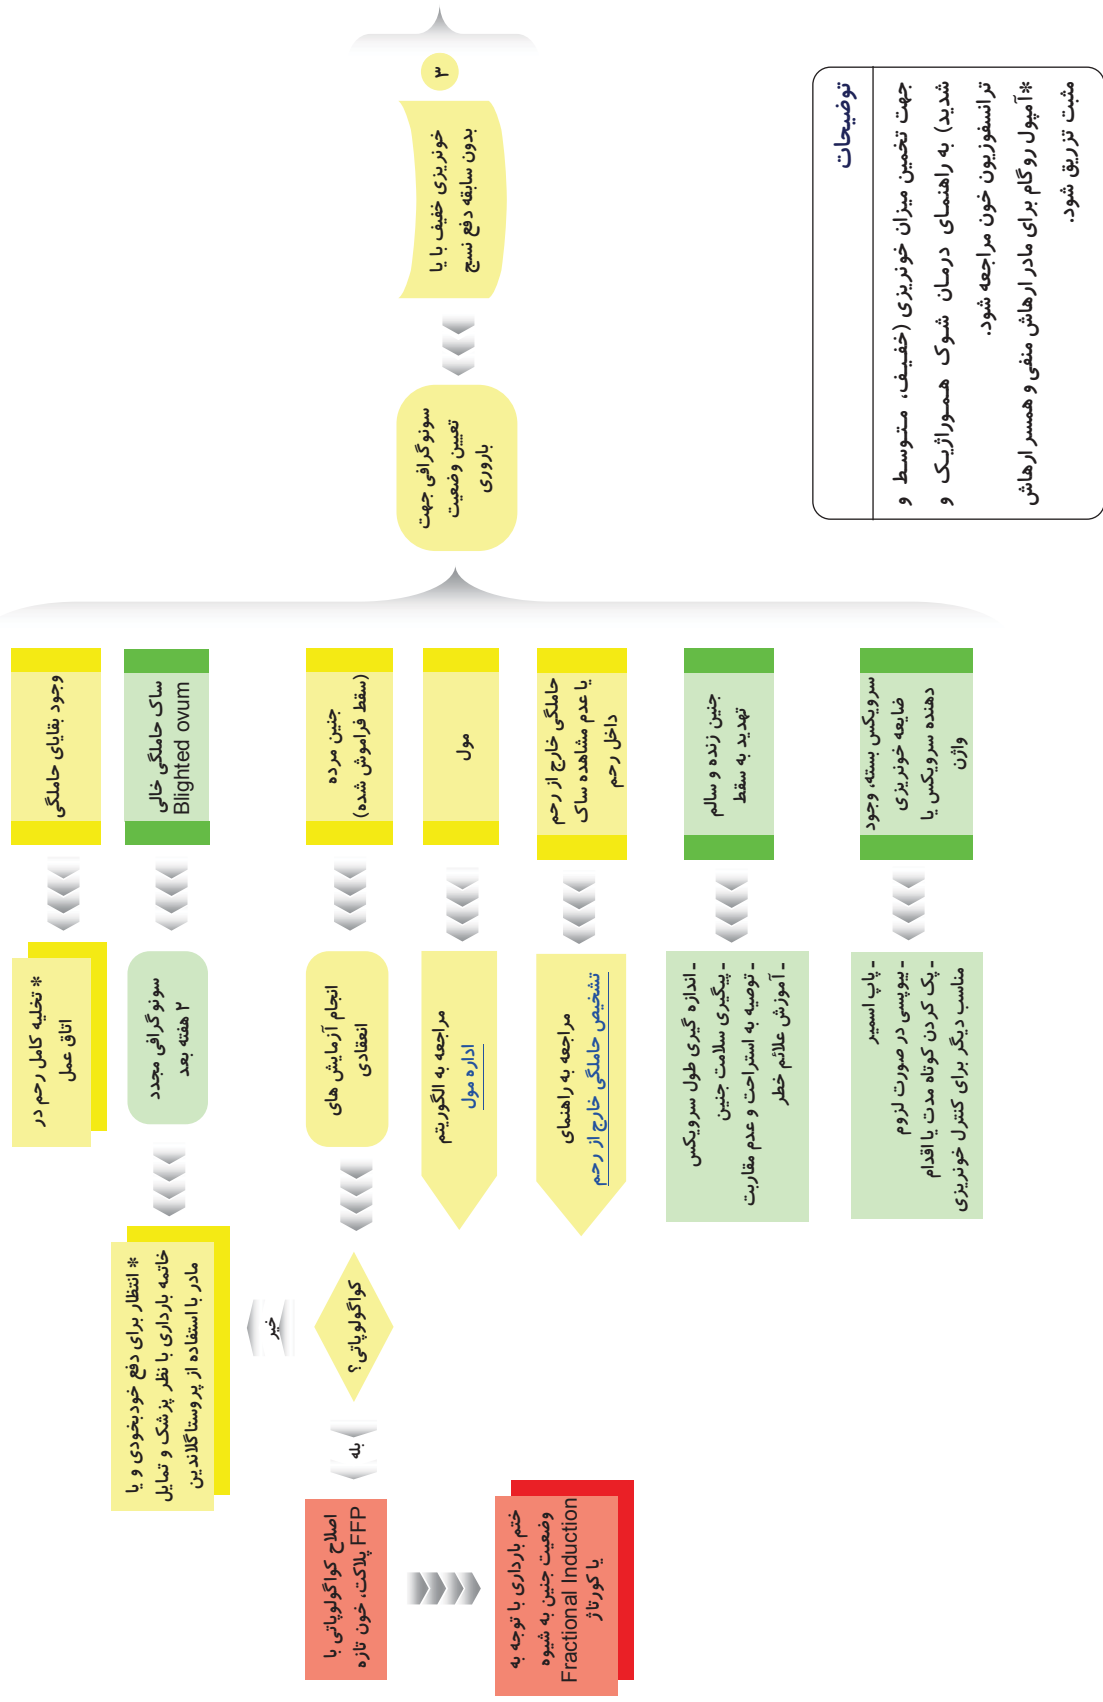 ۳
خونریزی خفیف با یا
بدون سابقه دفع نسج
سونوگرافی جهت
تعیین وضعیت
باروری
سرویکس بسته، وجود
ضایعه خونریزی
دهنده سرویکس یا
واژن
ـ پاپ اسمیر
ـ بیوپسی در صورت لزوم
ـ پک کردن کوتاه مدت یا اقدام
مناسب دیگر برای کنترل خونریزی
جنین زنده و سالم
تهدید به سقط
ـ اندازه گیری طول سرویکس
ـ پیگیری سلامت جنین
ـ توصیه به استراحت و عدم مقاربت
ـ آموزش علائم خطر
حاملگی خارج از رحم
یا عدم مشاهده ساک
داخل رحم
مراجعه به راهنمای
تشخیص حاملگی خارج از رحم
مول
مراجعه به الگوریتم
اداره مول
جنین مرده
(سقط فراموش شده)
انجام آزمایش های
انعقادی
کواگولوپاتی؟
خیر
بله
اصلاح کواگولوپاتی با
FFP پلاکت، خون تازه
ختم بارداری با توجه به
وضعیت جنین به شیوه
Fractional Induction
یا کورتاژ
ساک حاملگی خالی
Blighted ovum
سونوگرافی مجدد
۲ هفته بعد
* انتظار برای دفع خودبخودی و یا
خاتمه بارداری با نظر پزشک و تمایل
مادر با استفاده از پروستاگلاندین
وجود بقایای حاملگی
* تخلیه کامل رحم در
اتاق عمل
توضیحات
جهت تخمین میزان خونریزی (خفیف، متوسط و
شدید) به راهنمای درمان شوک هموراژیک و
ترانسفوزیون خون مراجعه شود.
*آمپول روگام برای مادر ارهاش منفی و همسر ارهاش
مثبت تزریق شود.